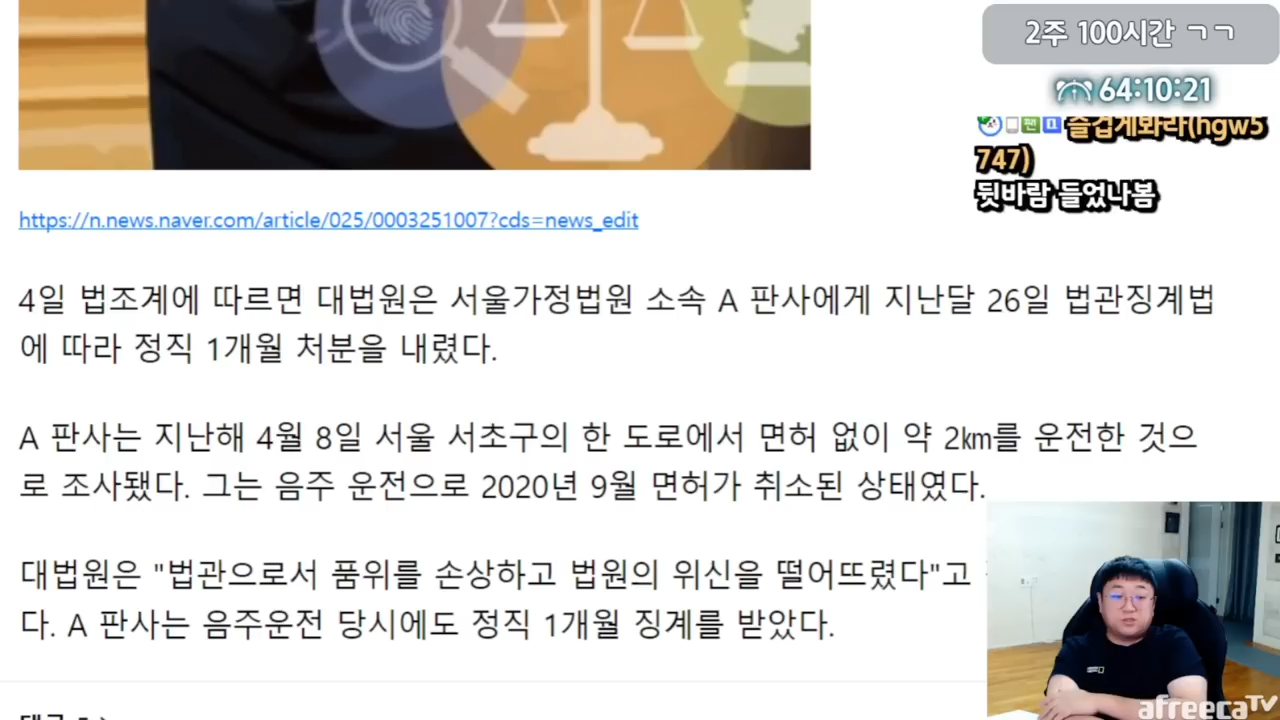 2주 100시간 ㄱㄱ
64:10:21
팬 즐겁게봐라(hgw5
747)
뒷바람 들었나봄
https://n.news.naver.com/article/025/0003251007?cds=news_edit
4일 법조계에 따르면 대법원은 서울가정법원 소속 A 판사에게 지난달 26일 법관징계법
에 따라 정직 1개월 처분을 내렸다.
A 판사는 지난해 4월 8일 서울 서초구의 한 도로에서 면허 없이 약 2㎞를 운전한 것으
로 조사됐다. 그는 음주 운전으로 2020년 9월 면허가 취소된 상태였다.
대법원은 "법관으로서 품위를 손상하고 법원의 위신을 떨어뜨렸다"고
다. A 판사는 음주운전 당시에도 정직 1개월 징계를 받았다.
afreecaTV